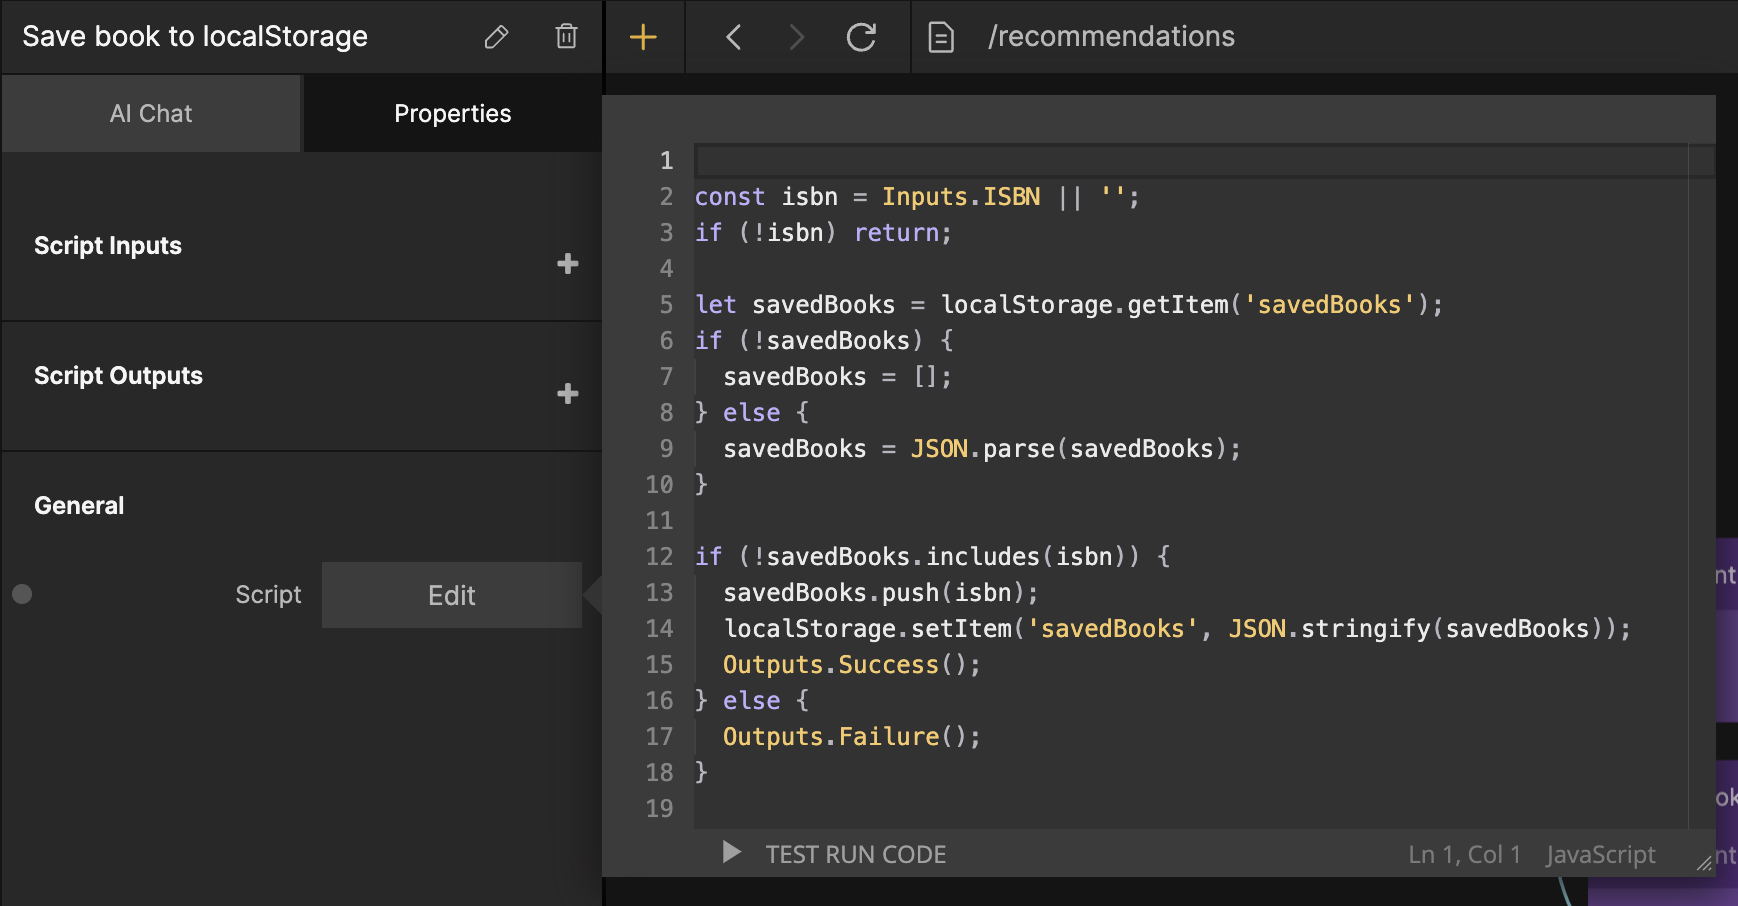 Save book to localStorage
/recommendations
AI Chat
Properties
Script Inputs
Script Outputs
General
Script
Edit
1
2 const isbn = Inputs.ISBN || '';
3 if (!isbn) return;
4
5 let savedBooks = localStorage.getItem('savedBooks');
6 if (!savedBooks) {
7 savedBooks = [];
8 } else {
9 savedBooks = JSON.parse(savedBooks);
10 }
11
12 if (!savedBooks.includes(isbn)) {
13 savedBooks.push(isbn);
14 localStorage.setItem('savedBooks', JSON.stringify(savedBooks));
15 Outputs.Success();
16 } else {
17 Outputs.Failure();
18 }
19
TEST RUN CODE
Ln 1, Col 1
JavaScript